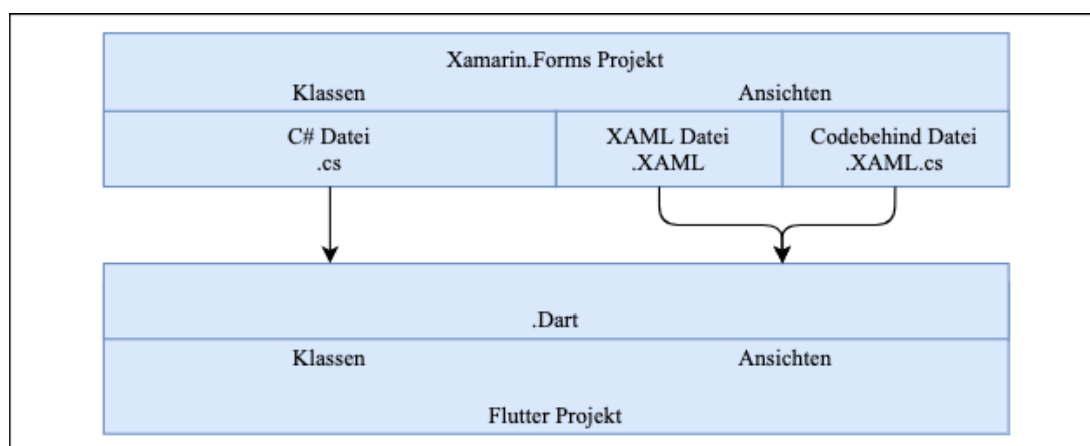 Xamarin.Forms Projekt
Klassen
Ansichten
C# Datei
.cs
XAML Datei
.XAML
Codebehind Datei
.XAML.cs
.Dart
Klassen
Ansichten
Flutter Projekt